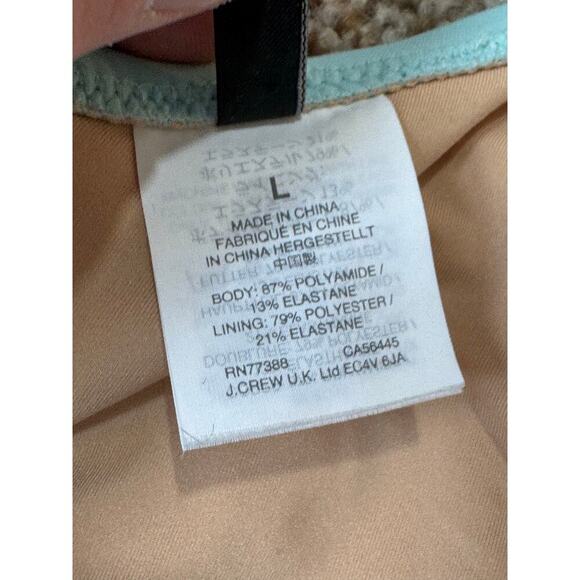 L
MADE IN CHINA
FABRIQUÉ EN CHINE
IN CHINA HERGESTELLT
中国製
BODY: 87% POLYAMIDE /
13% ELASTANE
LINING: 79% POLYESTER /
21% ELASTANE
RN77388 CA56445
J.CREW U.K. Ltd EC4V 6JA